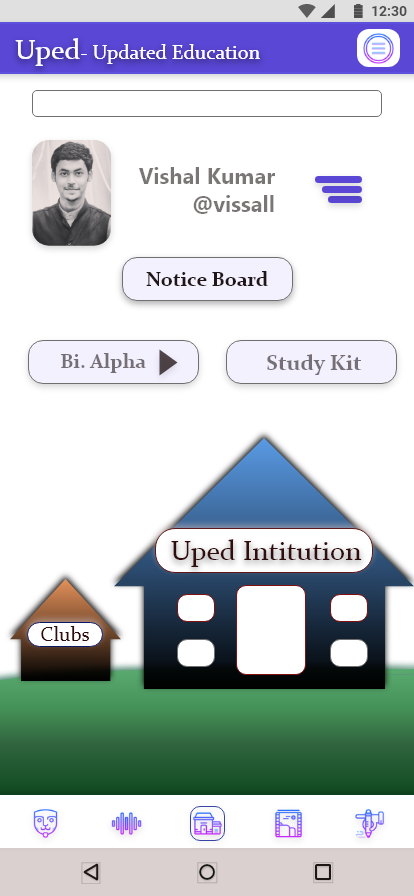 12:30
Uped- Updated Education
Vishal Kumar
@vissall
Notice Board
Bi. Alpha
Study Kit
Uped Intitution
Clubs